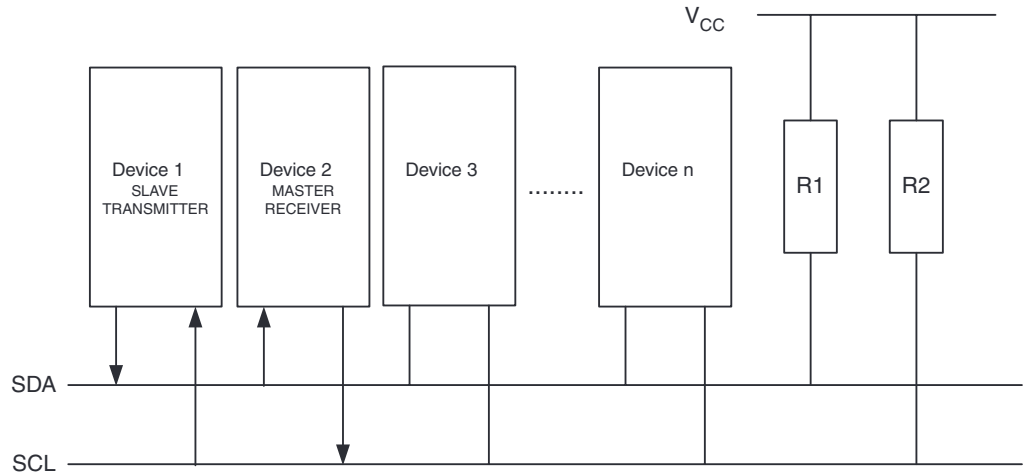 V_CC
Device 1
SLAVE
TRANSMITTER
Device 2
MASTER
RECEIVER
Device 3
........
Device n
R1
R2
SDA
SCL